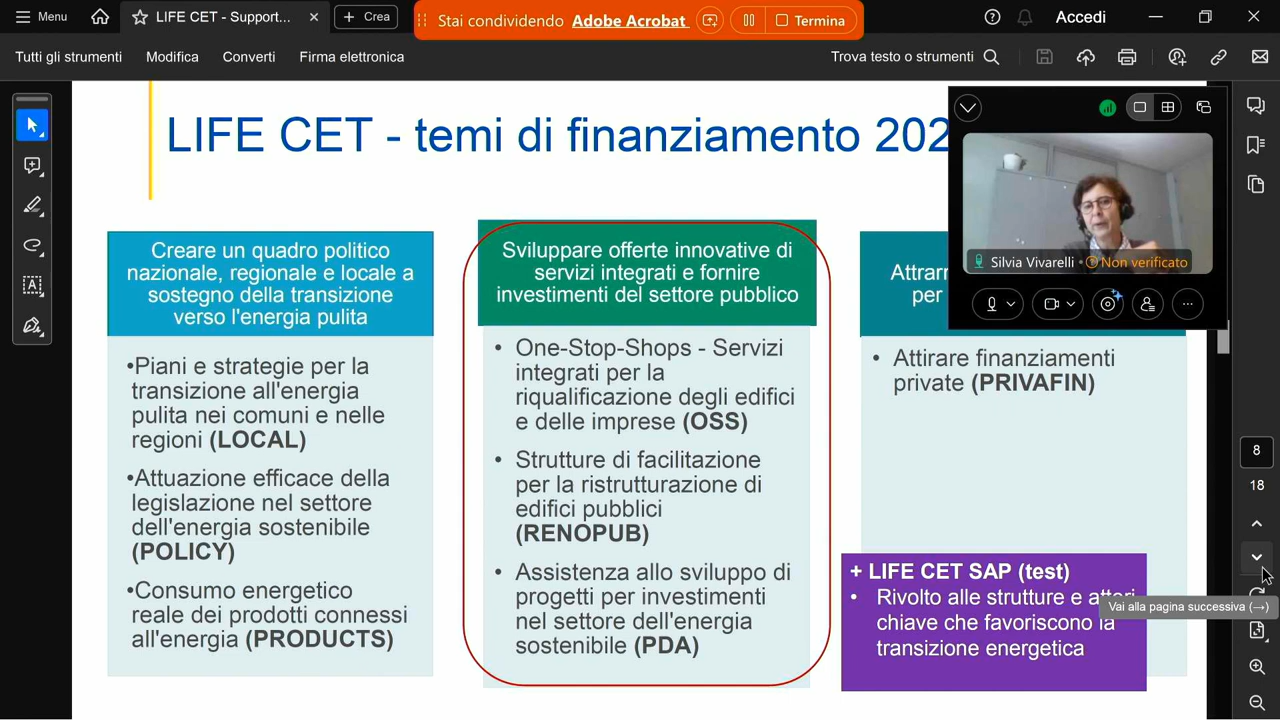 Menu
LIFE CET - Support...
Crea
Stai condividendo Adobe Acrobat
Termina
Accedi
Tutti gli strumenti
Modifica
Converti
Firma elettronica
Trova testo o strumenti
LIFE CET - temi di finanziamento 202
Silvia Vivarelli • Non verificato
Creare un quadro politico
nazionale, regionale e locale a
sostegno della transizione
verso l'energia pulita
•Piani e strategie per la
transizione all'energia
pulita nei comuni e nelle
regioni (LOCAL)
•Attuazione efficace della
legislazione nel settore
dell'energia sostenibile
(POLICY)
•Consumo energetico
reale dei prodotti connessi
all'energia (PRODUCTS)
Sviluppare offerte innovative di
servizi integrati e fornire
investimenti del settore pubblico
• One-Stop-Shops - Servizi
integrati per la
riqualificazione degli edifici
e delle imprese (OSS)
• Strutture di facilitazione
per la ristrutturazione di
edifici pubblici
(RENOPUB)
• Assistenza allo sviluppo di
progetti per investimenti
nel settore dell'energia
sostenibile (PDA)
per
• Attirare finanziamenti
private (PRIVAFIN)
+ LIFE CET SAP (test)
• Rivolto alle strutture e
chiave che favoriscono la
transizione energetica
Vai alla pagina successiva (→)
8
18